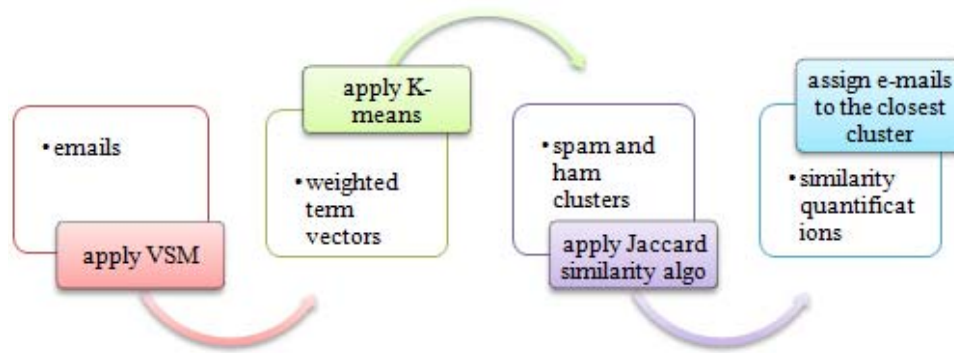 • emails
apply VSM
apply K-
means
• weighted
term
vectors
• spam and
ham
clusters
apply Jaccard
similarity algo
assign e-mails
to the closest
cluster
• similarity
quantificat
ions